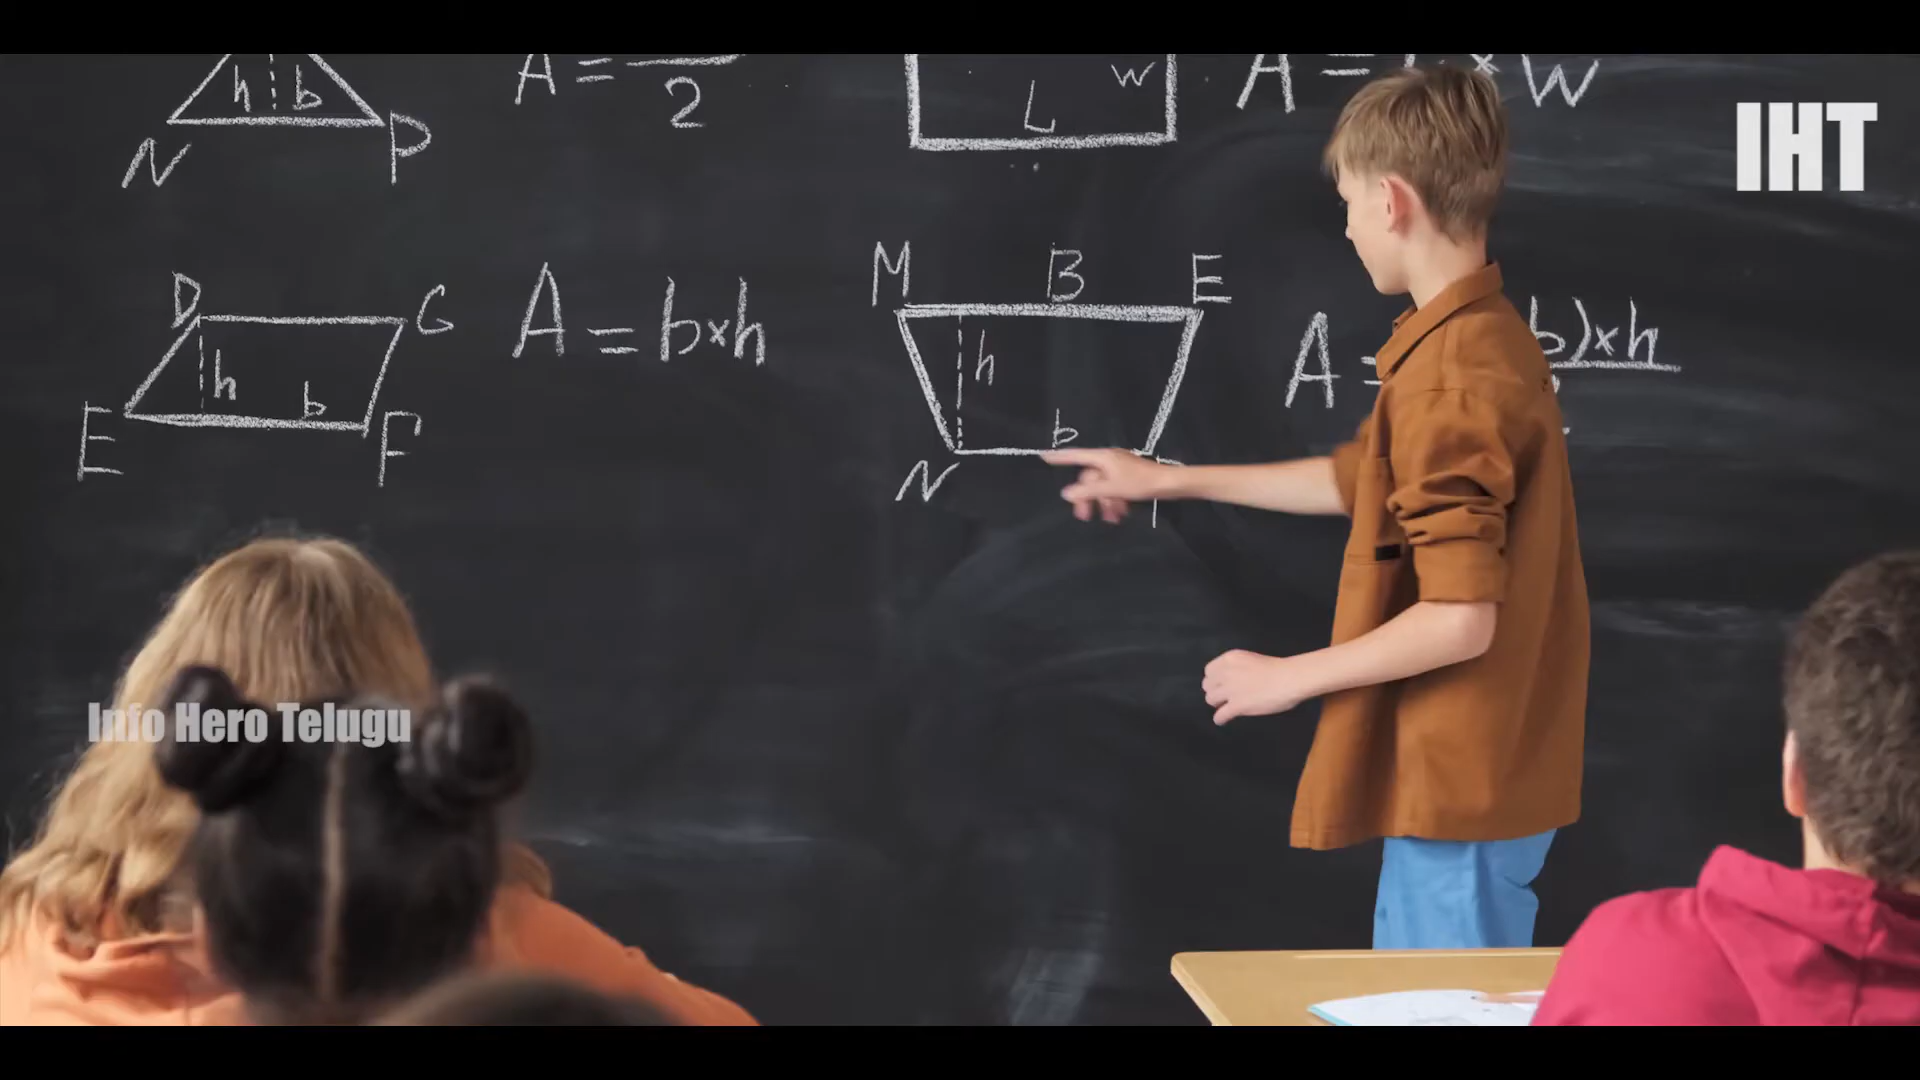 h b
N P
A = 2
L W
A = L × W
IHT
D G
h b
E F
A = b×h
M B E
h
b
N
A = b)×h
Info Hero Telugu